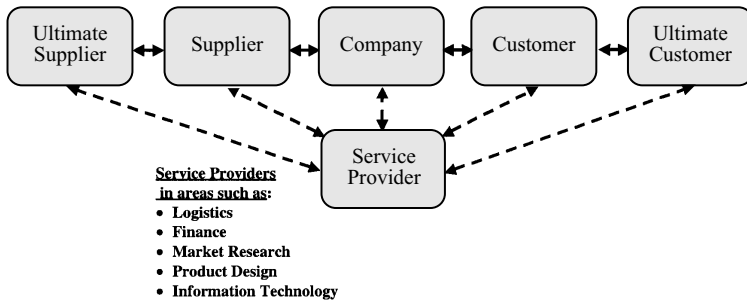 Ultimate
Supplier
Supplier
Company
Customer
Ultimate
Customer
Service
Provider
Service Providers
in areas such as:
• Logistics
• Finance
• Market Research
• Product Design
• Information Technology